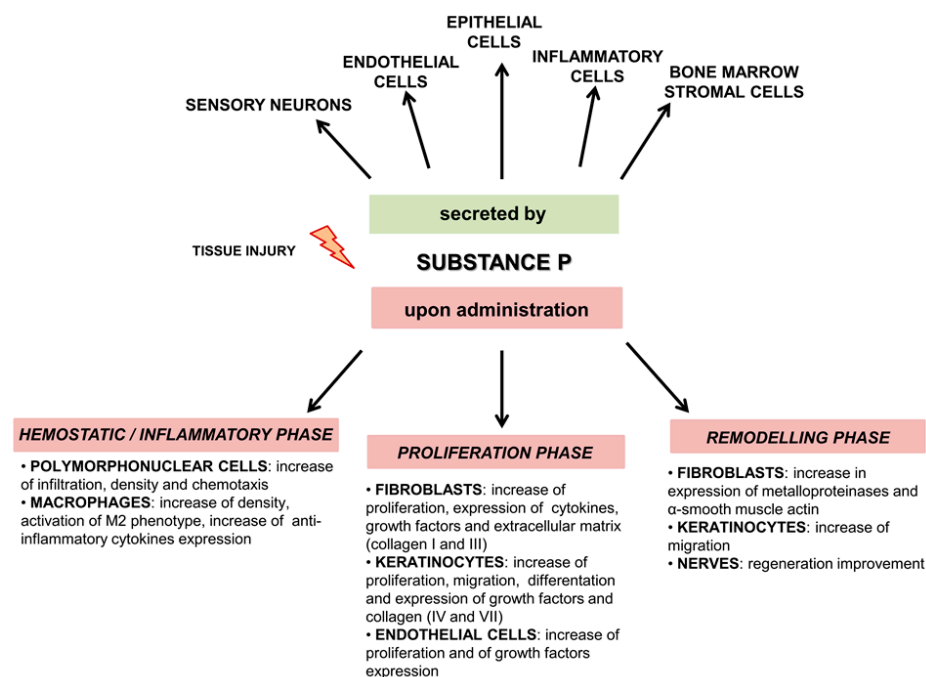 EPITHELIAL
CELLS
ENDOTHELIAL
CELLS
INFLAMMATORY
CELLS
BONE MARROW
STROMAL CELLS
SENSORY NEURONS
secreted by
TISSUE INJURY
SUBSTANCE P
upon administration
HEMOSTATIC / INFLAMMATORY PHASE
• POLYMORPHONUCLEAR CELLS: increase
of infiltration, density and chemotaxis
• MACROPHAGES: increase of density,
activation of M2 phenotype, increase of anti-
inflammatory cytokines expression
PROLIFERATION PHASE
• FIBROBLASTS: increase of
proliferation, expression of cytokines,
growth factors and extracellular matrix
(collagen I and III)
• KERATINOCYTES: increase of
proliferation, migration, differentation
and expression of growth factors and
collagen (IV and VII)
• ENDOTHELIAL CELLS: increase of
proliferation and of growth factors
expression
REMODELLING PHASE
• FIBROBLASTS: increase in
expression of metalloproteinases and
α-smooth muscle actin
• KERATINOCYTES: increase of
migration
• NERVES: regeneration improvement